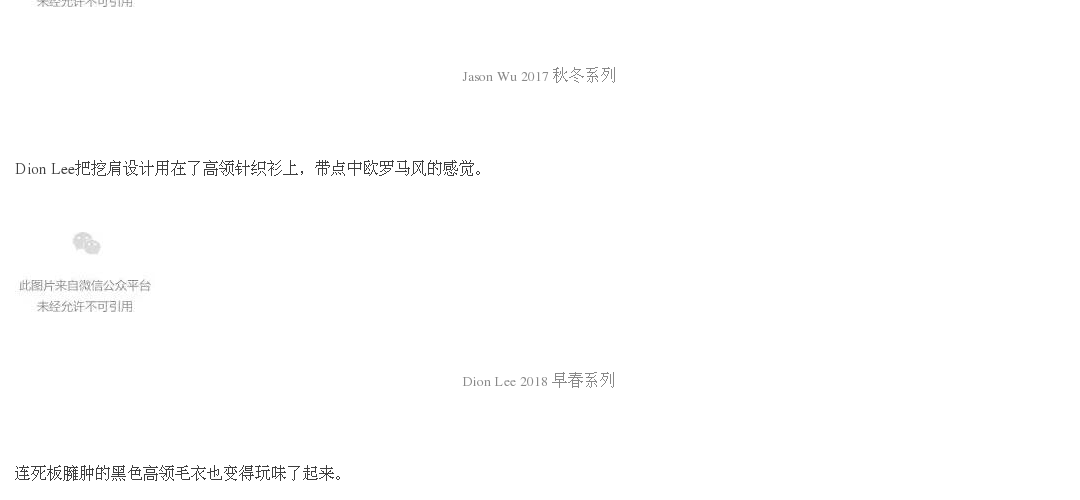 未经允许不可引用
Jason Wu 2017 秋冬系列
Dion Lee把挖肩设计用在了高领针织衫上，带点中欧罗马风的感觉。
此图片来自微信公众平台
未经允许不可引用
Dion Lee 2018 早春系列
连死板臃肿的黑色高领毛衣也变得玩味了起来。